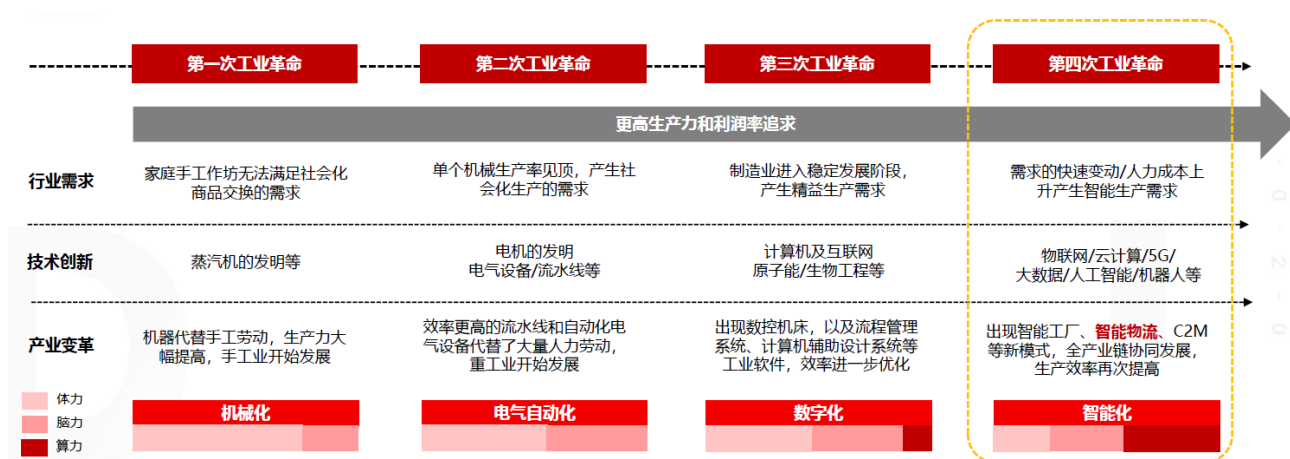 第一次工业革命
第二次工业革命
第三次工业革命
第四次工业革命
更高生产力和利润率追求
行业需求
家庭手工作坊无法满足社会化
商品交换的需求
单个机械生产率见顶，产生社
会化生产的需求
制造业进入稳定发展阶段，
产生精益生产需求
需求的快速变动/人力成本上
升产生智能生产需求
技术创新
蒸汽机的发明等
电机的发明
电气设备/流水线等
计算机及互联网
原子能/生物工程等
物联网/云计算/5G/
大数据/人工智能/机器人等
产业变革
机器代替手工劳动，生产力大
幅提高，手工业开始发展
效率更高的流水线和自动化电
气设备代替了大量人力劳动，
重工业开始发展
出现数控机床，以及流程管理
系统、计算机辅助设计系统等
工业软件，效率进一步优化
出现智能工厂、智能物流、C2M
等新模式，全产业链协同发展，
生产效率再次提高
体力
脑力
算力
机械化
电气自动化
数字化
智能化